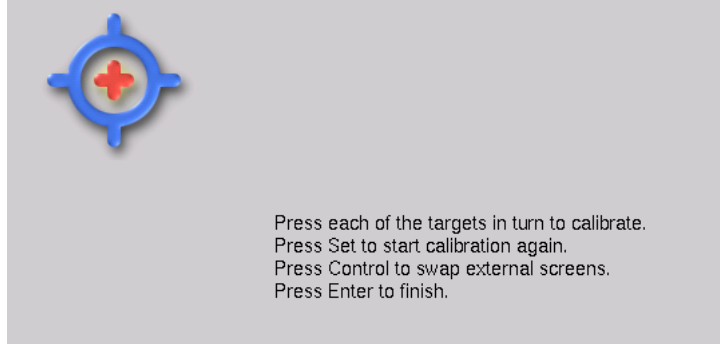 Press each of the targets in turn to calibrate.
Press Set to start calibration again.
Press Control to swap external screens.
Press Enter to finish.